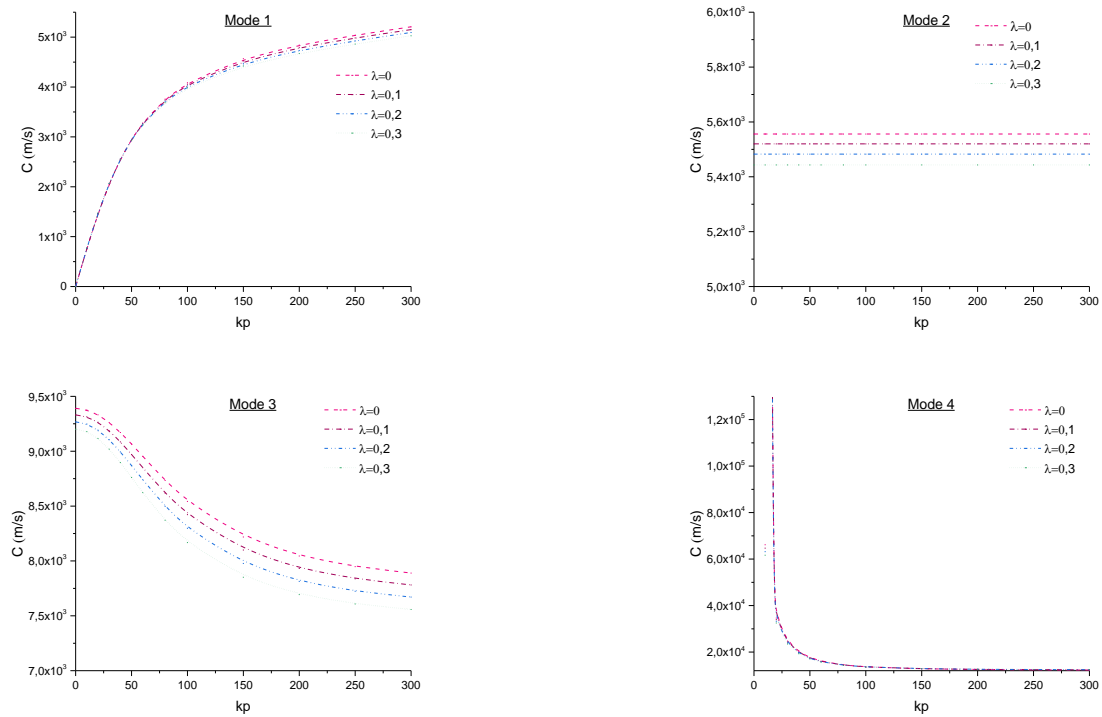 Mode 1
5x10³
4x10³
3x10³
2x10³
1x10³
0
C (m/s)
0 50 100 150 200 250 300
kp
λ=0
λ=0,1
λ=0,2
λ=0,3
Mode 2
6,0x10³
5,8x10³
5,6x10³
5,4x10³
5,2x10³
5,0x10³
C (m/s)
0 50 100 150 200 250 300
kp
λ=0
λ=0,1
λ=0,2
λ=0,3
Mode 3
9,5x10³
9,0x10³
8,5x10³
8,0x10³
7,5x10³
7,0x10³
C (m/s)
0 50 100 150 200 250 300
kp
λ=0
λ=0,1
λ=0,2
λ=0,3
Mode 4
1,2x10⁵
1,0x10⁵
8,0x10⁴
6,0x10⁴
4,0x10⁴
2,0x10⁴
C (m/s)
0 50 100 150 200 250 300
kp
λ=0
λ=0,1
λ=0,2
λ=0,3